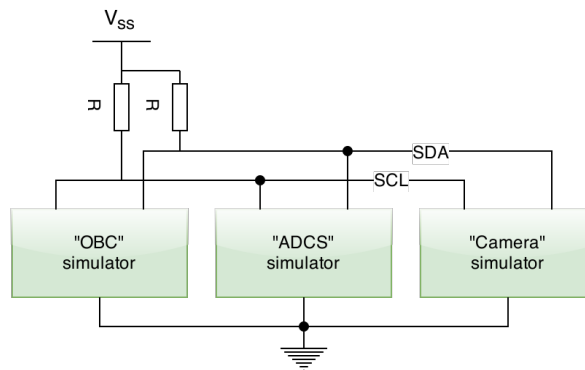 Vss
R
R
SDA
SCL
"OBC"
simulator
"ADCS"
simulator
"Camera"
simulator